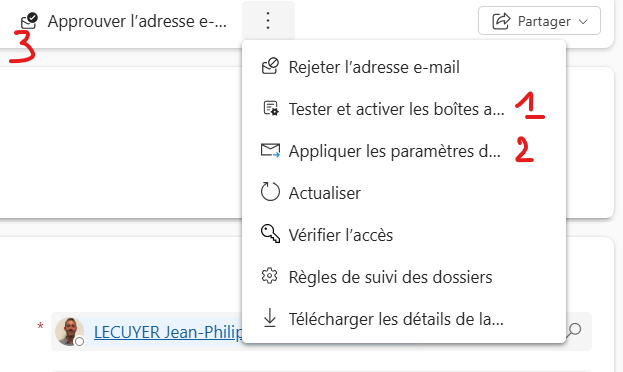 Approuver l'adresse e-...
Partager
3
Rejeter l'adresse e-mail
Tester et activer les boîtes a... 1
Appliquer les paramètres d... 2
Actualiser
Vérifier l'accès
Règles de suivi des dossiers
Télécharger les détails de la...
* LECUYER Jean-Philip